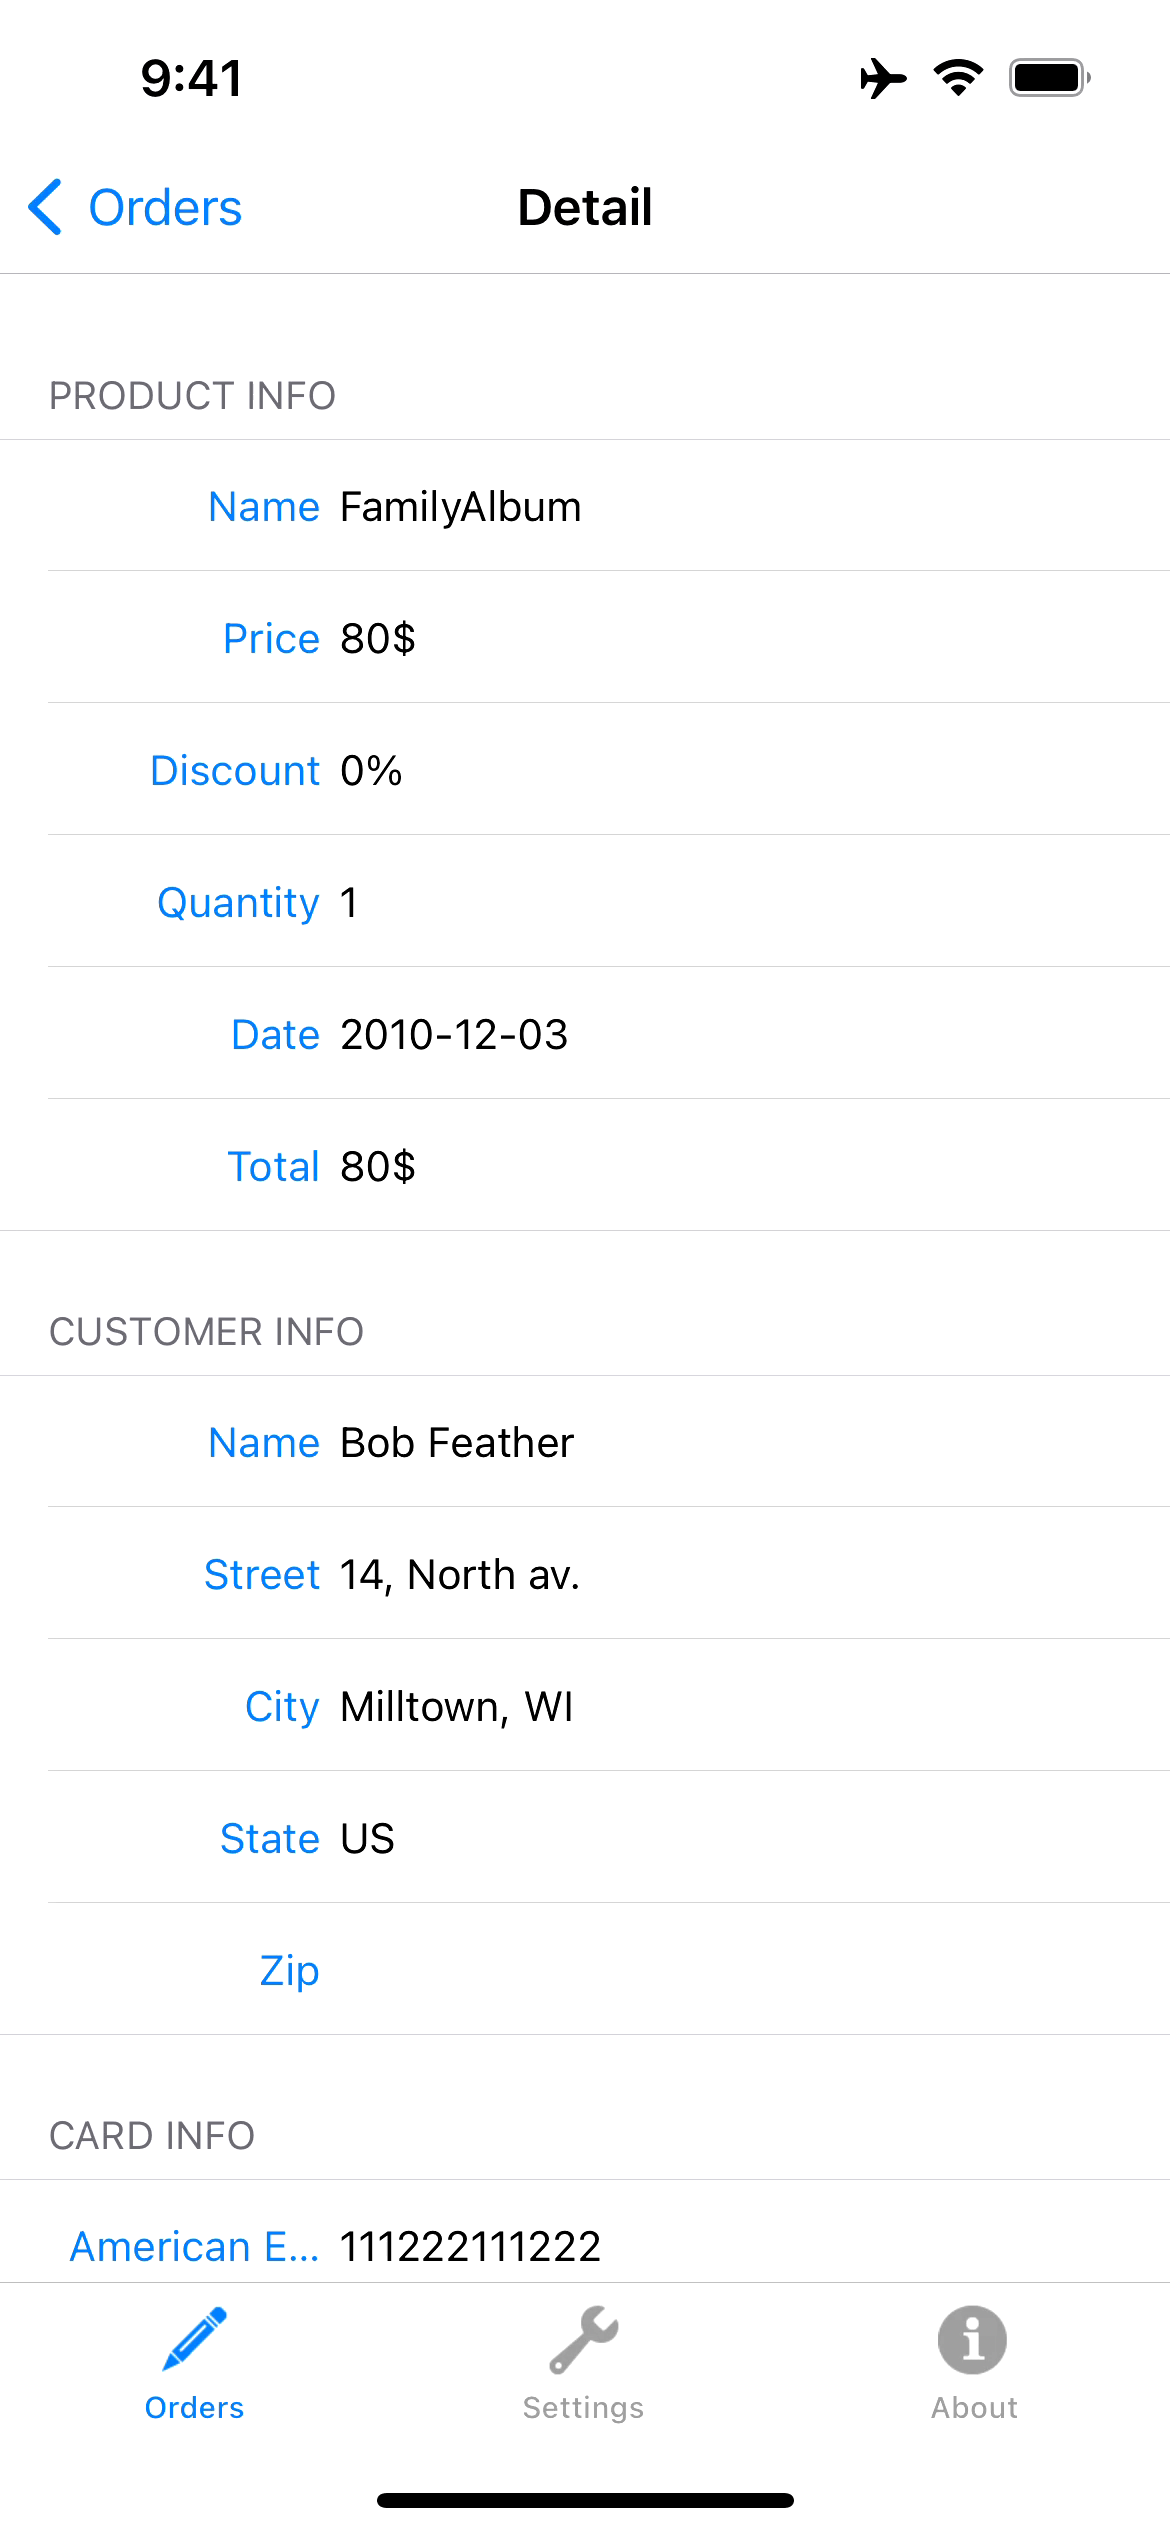 9:41
Orders
Detail
PRODUCT INFO
Name FamilyAlbum
Price 80$
Discount 0%
Quantity 1
Date 2010-12-03
Total 80$
CUSTOMER INFO
Name Bob Feather
Street 14, North av.
City Milltown, WI
State US
Zip
CARD INFO
American E... 111222111222
Orders
Settings
About